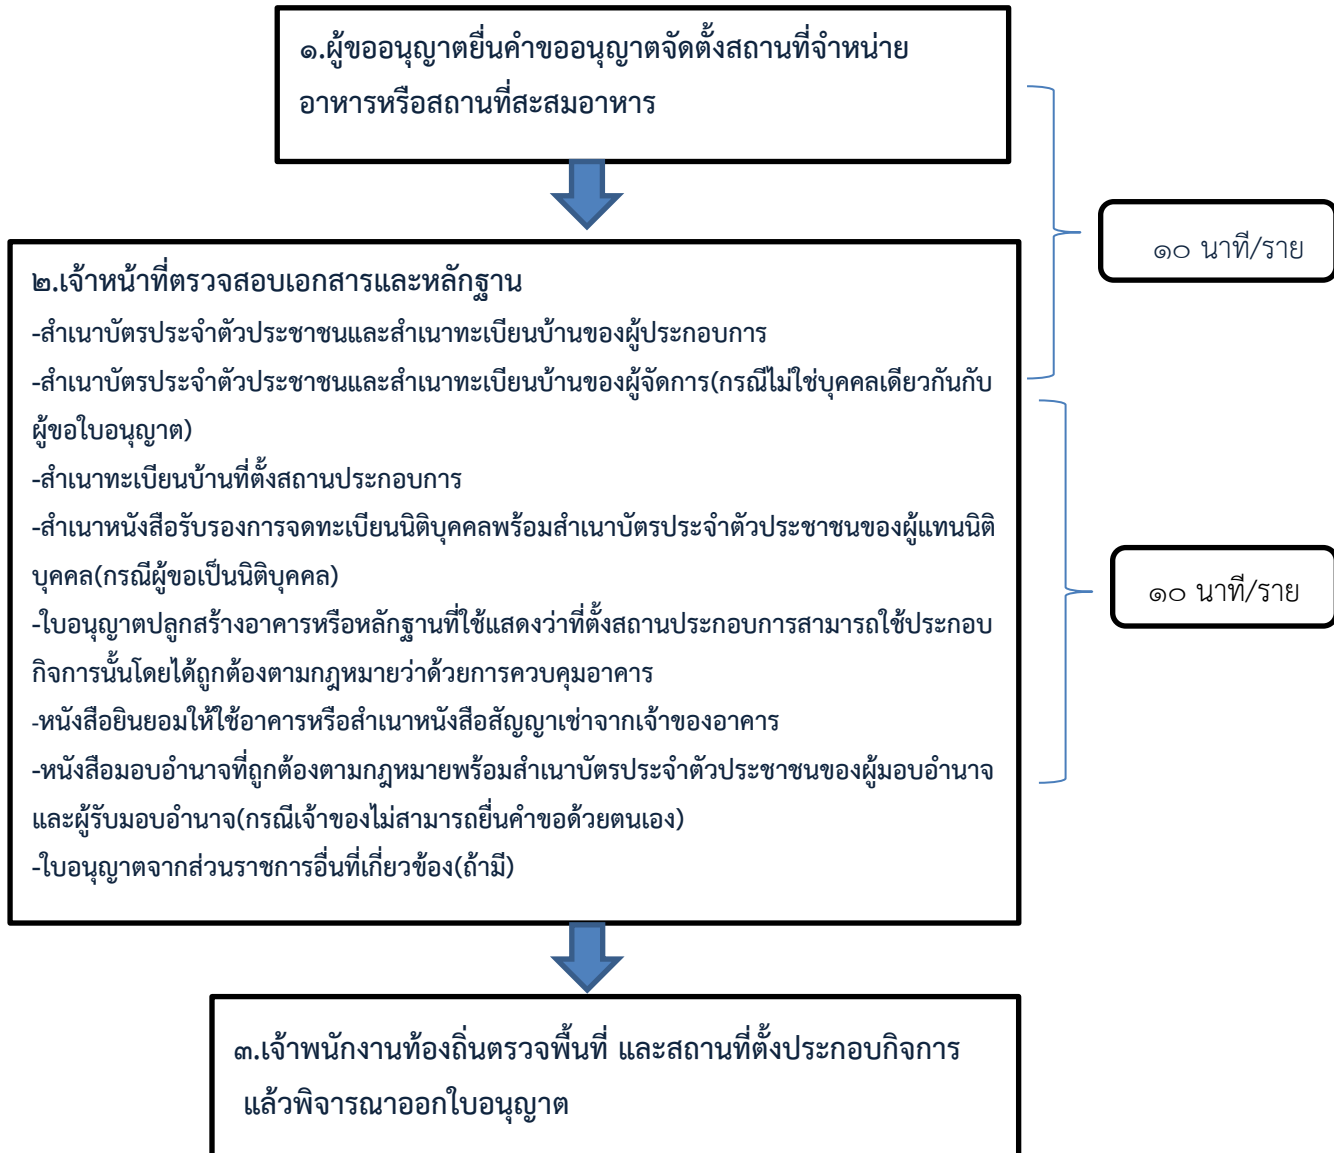 ๑.ผู้ขออนุญาตยื่นคำขออนุญาตจัดตั้งสถานที่จำหน่าย
อาหารหรือสถานที่สะสมอาหาร
๑๐ นาที/ราย
๒.เจ้าหน้าที่ตรวจสอบเอกสารและหลักฐาน
-สำเนาบัตรประจำตัวประชาชนและสำเนาทะเบียนบ้านของผู้ประกอบการ
-สำเนาบัตรประจำตัวประชาชนและสำเนาทะเบียนบ้านของผู้จัดการ(กรณีไม่ใช่บุคคลเดียวกันกับ
ผู้ขอใบอนุญาต)
-สำเนาทะเบียนบ้านที่ตั้งสถานประกอบการ
-สำเนาหนังสือรับรองการจดทะเบียนนิติบุคคลพร้อมสำเนาบัตรประจำตัวประชาชนของผู้แทนนิติ
บุคคล(กรณีผู้ขอเป็นนิติบุคคล)
๑๐ นาที/ราย
-ใบอนุญาตปลูกสร้างอาคารหรือหลักฐานที่ใช้แสดงว่าที่ตั้งสถานประกอบการสามารถใช้ประกอบ
กิจการนั้นโดยได้ถูกต้องตามกฎหมายว่าด้วยการควบคุมอาคาร
-หนังสือยินยอมให้ใช้อาคารหรือสำเนาหนังสือสัญญาเช่าจากเจ้าของอาคาร
-หนังสือมอบอำนาจที่ถูกต้องตามกฎหมายพร้อมสำเนาบัตรประจำตัวประชาชนของผู้มอบอำนาจ
และผู้รับมอบอำนาจ(กรณีเจ้าของไม่สามารถยื่นคำขอด้วยตนเอง)
-ใบอนุญาตจากส่วนราชการอื่นที่เกี่ยวข้อง(ถ้ามี)
๓.เจ้าพนักงานท้องถิ่นตรวจพื้นที่ และสถานที่ตั้งประกอบกิจการ
แล้วพิจารณาออกใบอนุญาต